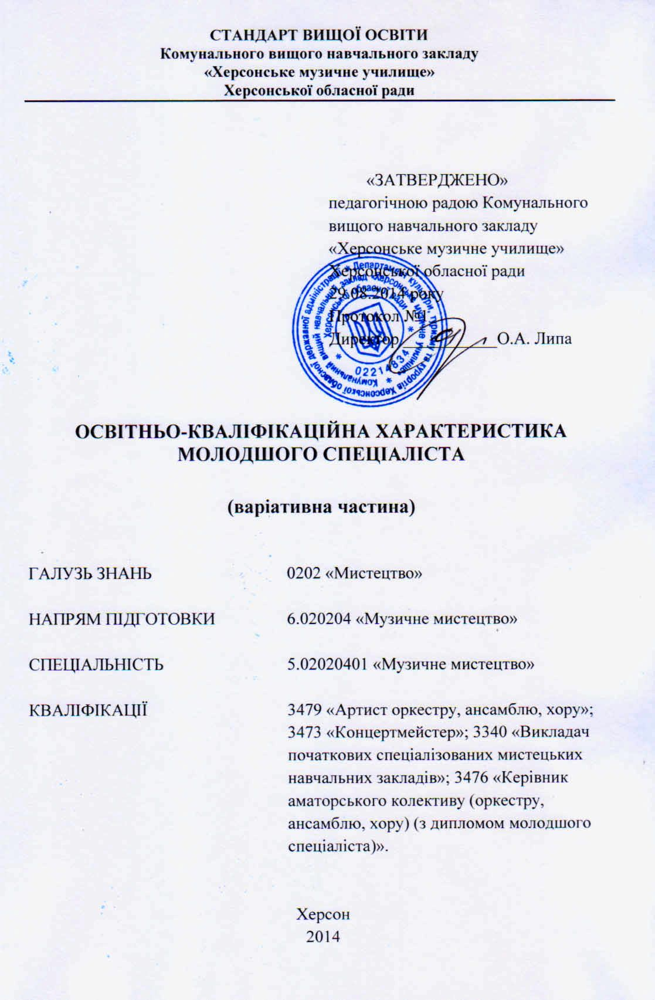 СТАНДАРТ ВИЩОЇ ОСВІТИ
Комунального вищого навчального закладу
«Херсонське музичне училище»
Херсонської обласної ради
«ЗАТВЕРДЖЕНО»
педагогічною радою Комунального
вищого навчального закладу
«Херсонське музичне училище»
Херсонської обласної ради
29.08.2014 року
Протокол №1
Директор ___________О.А. Липа
Департамент культури, туризму та курортів Херсонської обласної державної адміністрації *
Комунальний вищий навчальний заклад «Херсонське музичне училище» *
Херсонської обласної ради *
02214834
ОСВІТНЬО-КВАЛІФІКАЦІЙНА ХАРАКТЕРИСТИКА
МОЛОДШОГО СПЕЦІАЛІСТА
(варіативна частина)
ГАЛУЗЬ ЗНАНЬ 0202 «Мистецтво»
НАПРЯМ ПІДГОТОВКИ 6.020204 «Музичне мистецтво»
СПЕЦІАЛЬНІСТЬ 5.02020401 «Музичне мистецтво»
КВАЛІФІКАЦІЇ 3479 «Артист оркестру, ансамблю, хору»;
3473 «Концертмейстер»; 3340 «Викладач
початкових спеціалізованих мистецьких
навчальних закладів»; 3476 «Керівник
аматорського колективу (оркестру,
ансамблю, хору) (з дипломом молодшого
спеціаліста)».
Херсон
2014